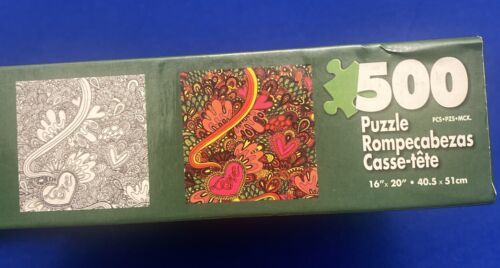 500
PCS•PZS•MCX.
Puzzle
Rompecabezas
Casse-tête
16"x 20" • 40.5 x 51cm